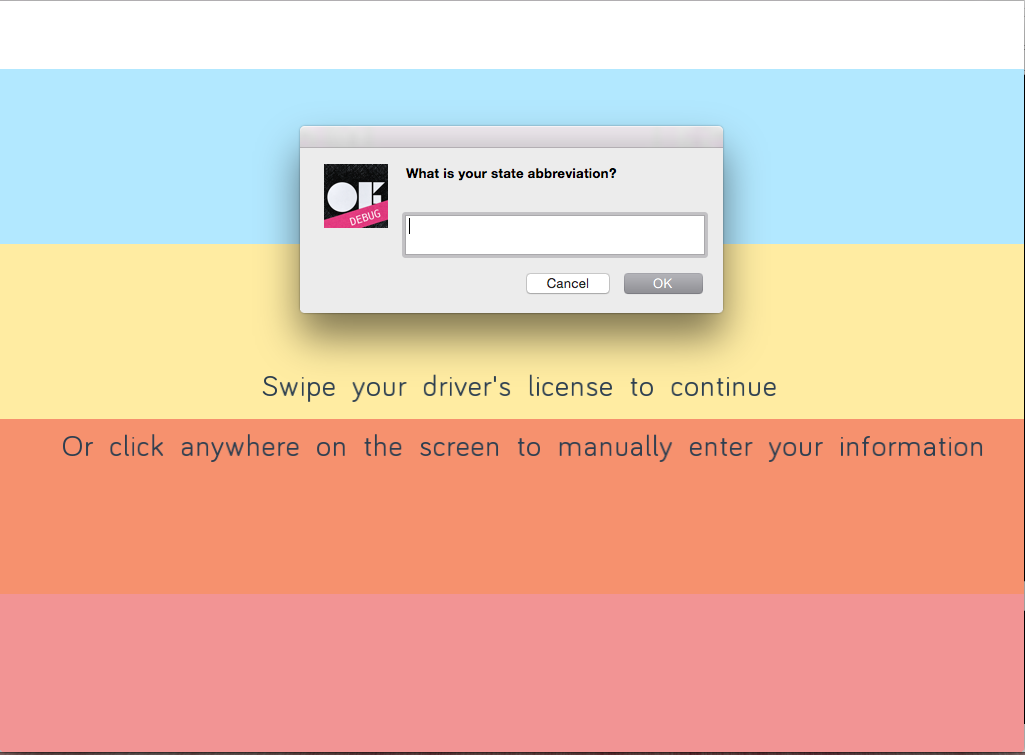 What is your state abbreviation?
DEBUG
Cancel
OK
Swipe your driver's license to continue
Or click anywhere on the screen to manually enter your information